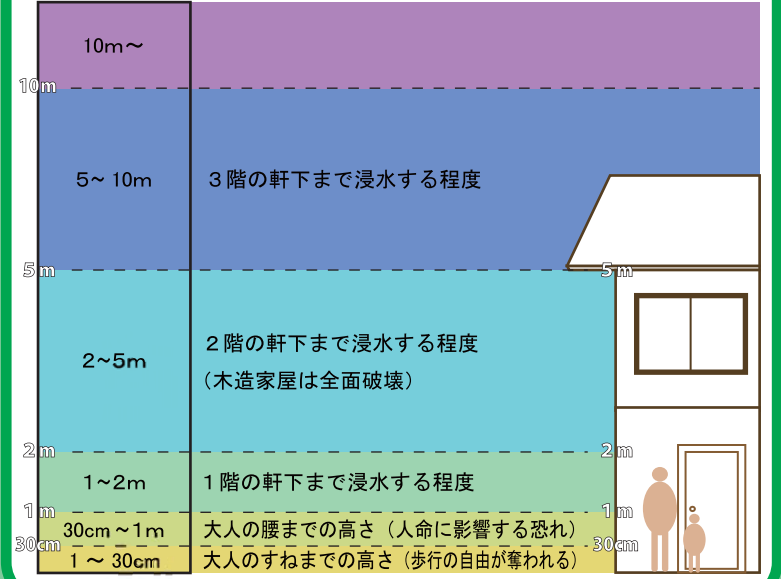 10m～
10m
5～10m ３階の軒下まで浸水する程度
5m 5m
2～5m ２階の軒下まで浸水する程度
（木造家屋は全面破壊）
2m 2m
1～2m １階の軒下まで浸水する程度
1m 1m
30cm～1m 大人の腰までの高さ（人命に影響する恐れ）
30cm 30cm
1～30cm 大人のすねまでの高さ（歩行の自由が奪われる）